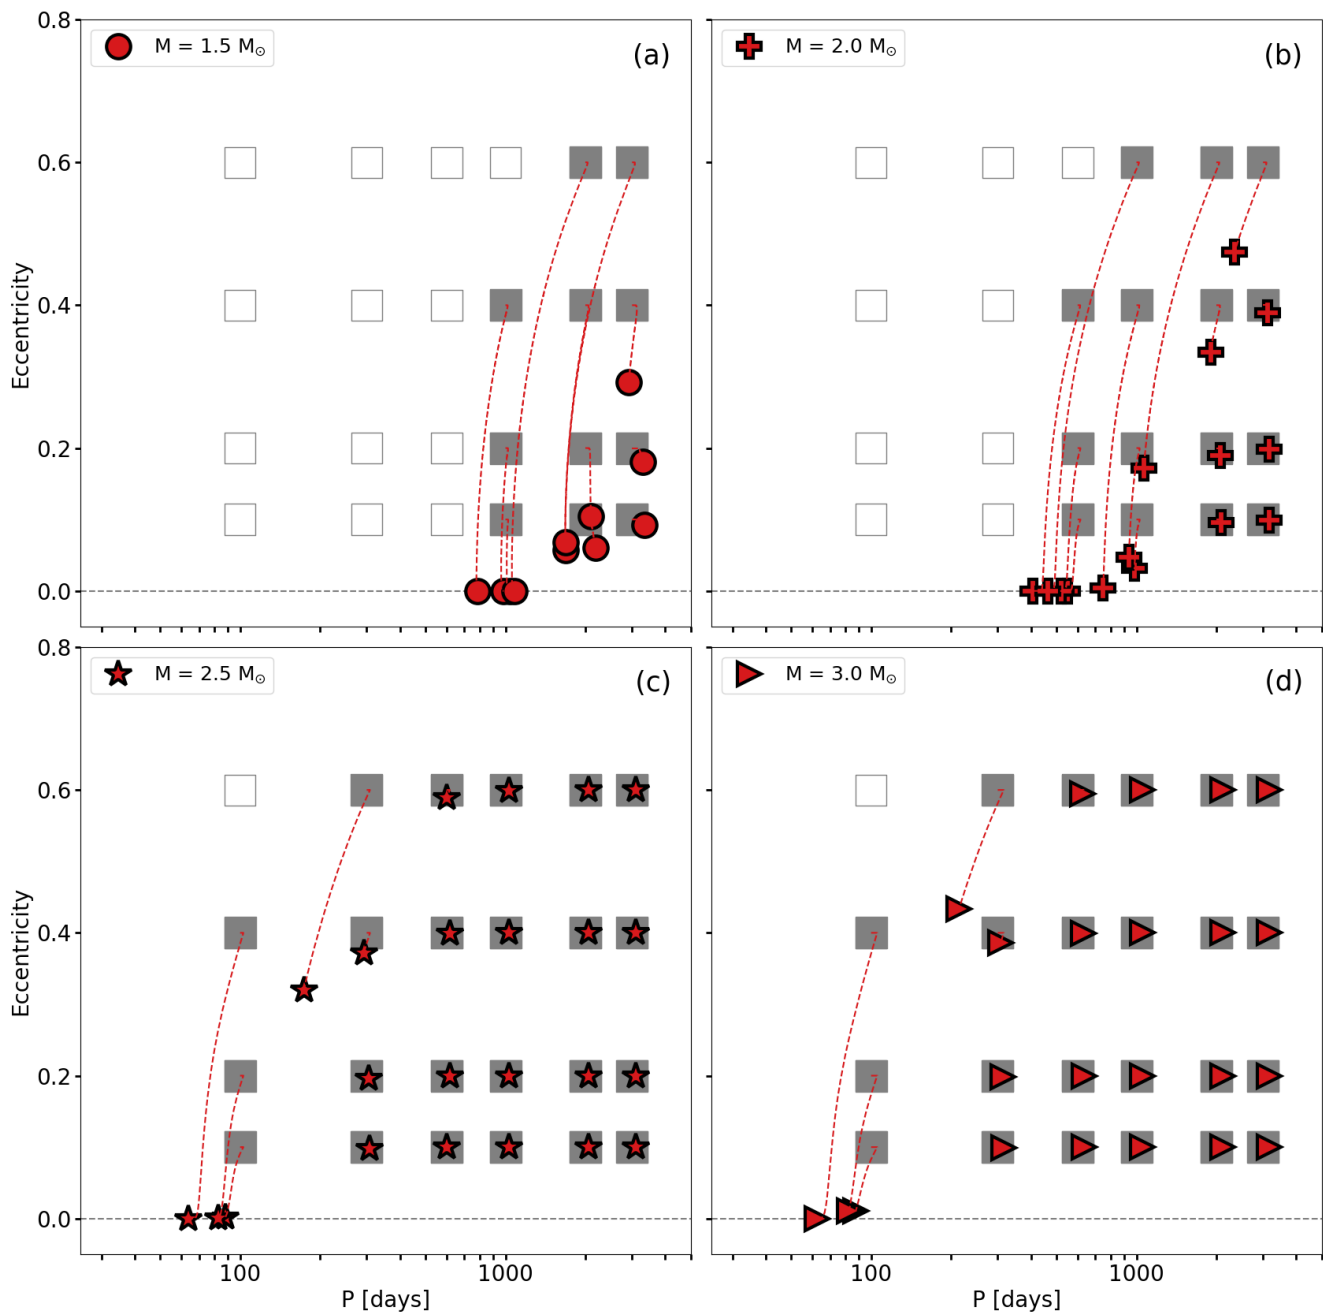 M = 1.5 M⊙
(a)
M = 2.0 M⊙
(b)
0.8
0.6
0.4
0.2
0.0
Eccentricity
M = 2.5 M⊙
(c)
M = 3.0 M⊙
(d)
0.8
0.6
0.4
0.2
0.0
Eccentricity
100 1000
100 1000
P [days]
P [days]